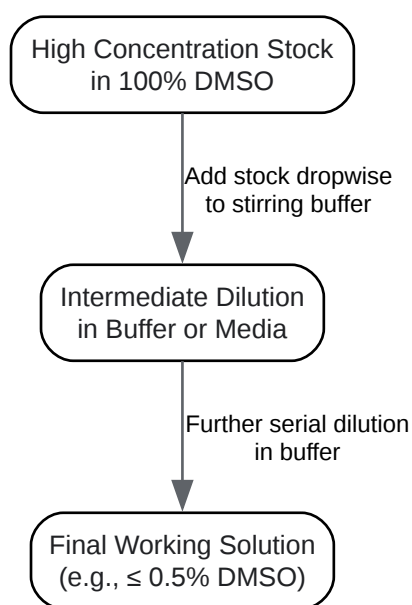 High Concentration Stock
in 100% DMSO
Add stock dropwise
to stirring buffer
Intermediate Dilution
in Buffer or Media
Further serial dilution
in buffer
Final Working Solution
(e.g., ≤ 0.5% DMSO)